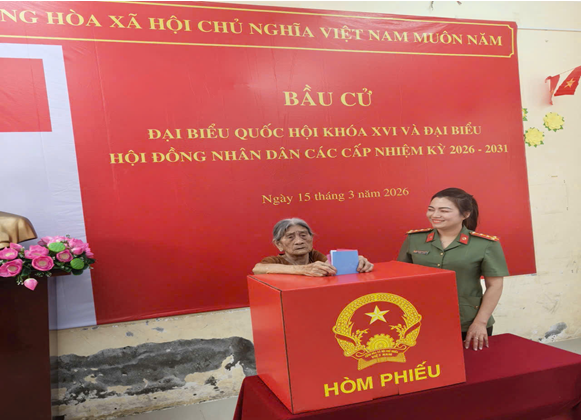 NG HÒA XÃ HỘI CHỦ NGHĨA VIỆT NAM MUÔN NĂM
BẦU CỬ
ĐẠI BIỂU QUỐC HỘI KHÓA XVI VÀ ĐẠI BIỂU
HỘI ĐỒNG NHÂN DÂN CÁC CẤP NHIỆM KỲ 2026 - 2031
Ngày 15 tháng 3 năm 2026
HÒM PHIẾU